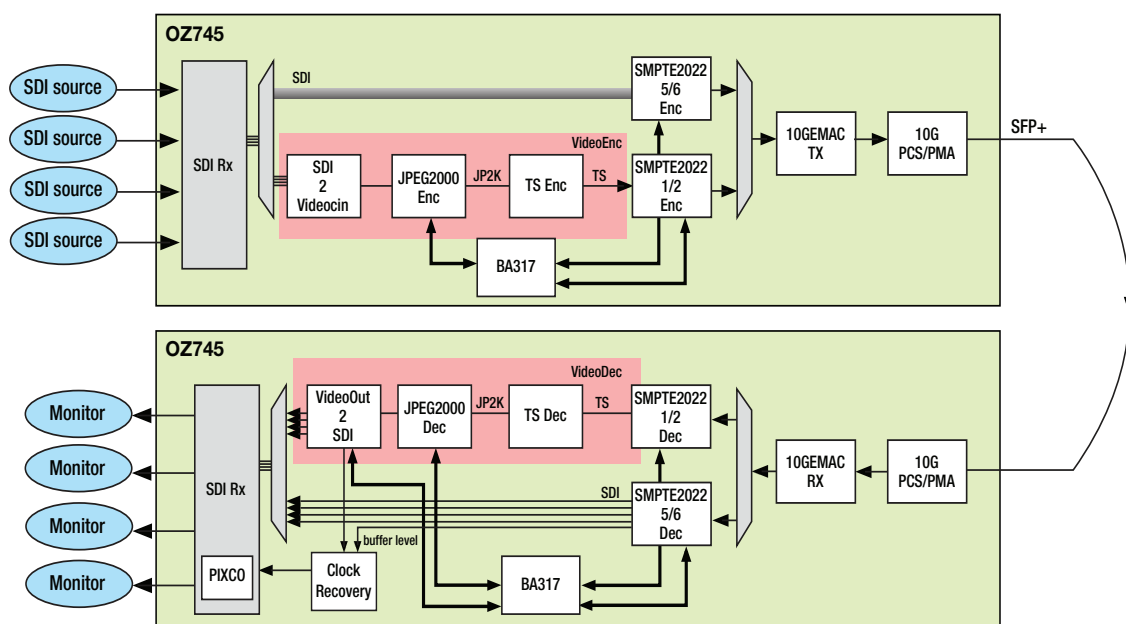 OZ745
SDI source
SDI source
SDI source
SDI source
SDI Rx
SDI
VideoEnc
SDI
2
Videocin
JPEG2000
Enc
JP2K
TS Enc
TS
SMPTE2022
5/6
Enc
SMPTE2022
1/2
Enc
BA317
10GEMAC
TX
10G
PCS/PMA
SFP+
OZ745
Monitor
Monitor
Monitor
Monitor
SDI Rx
PIXCO
VideoDec
VideoOut
2
SDI
JPEG2000
Dec
JP2K
TS Dec
TS
SMPTE2022
1/2
Dec
SDI
SMPTE2022
5/6
Dec
buffer level
Clock
Recovery
BA317
10GEMAC
RX
10G
PCS/PMA